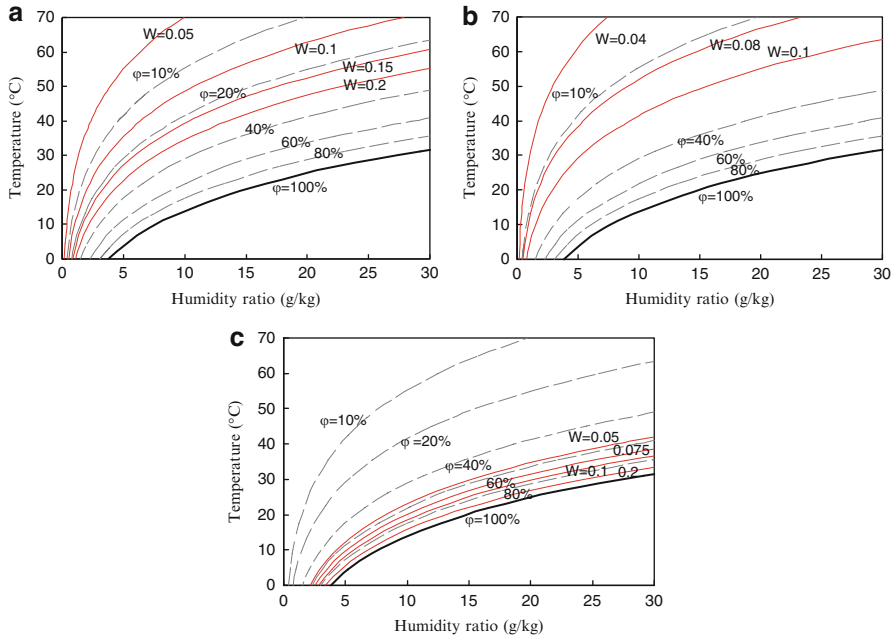 a
70
60
50
40
30
20
10
0
Temperature (°C)
W=0.05
W=0.1
φ=10%
W=0.15
φ=20%
W=0.2
40%
60%
80%
φ=100%
0
5
10
15
20
25
30
Humidity ratio (g/kg)
b
70
60
50
40
30
20
10
0
Temperature (°C)
W=0.04
W=0.08
W=0.1
φ=10%
φ=40%
60%
80%
φ=100%
0
5
10
15
20
25
30
Humidity ratio (g/kg)
c
70
60
50
40
30
20
10
0
Temperature (°C)
φ=10%
φ=20%
W=0.05
0.075
φ=40%
W=0.1
0.2
60%
80%
φ=100%
0
5
10
15
20
25
30
Humidity ratio (g/kg)